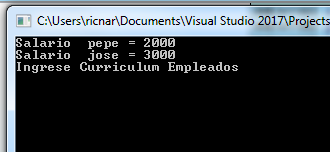 C:\Users\ricnar\Documents\Visual Studio 2017\Projects
Salario  pepe = 2000
Salario  jose = 3000
Ingrese Curriculum Empleados